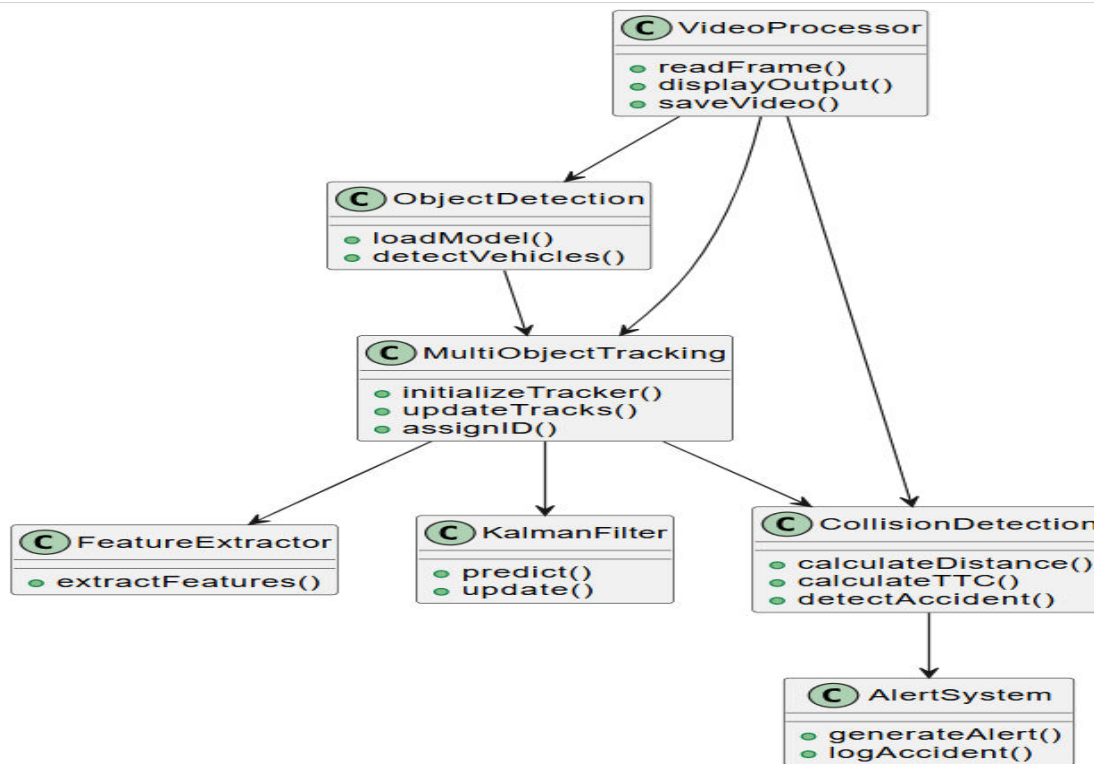 C VideoProcessor
readFrame()
displayOutput()
saveVideo()
C ObjectDetection
loadModel()
detectVehicles()
C MultiObjectTracking
initializeTracker()
updateTracks()
assignID()
C FeatureExtractor
extractFeatures()
C KalmanFilter
predict()
update()
C CollisionDetection
calculateDistance()
calculateTTC()
detectAccident()
C AlertSystem
generateAlert()
logAccident()